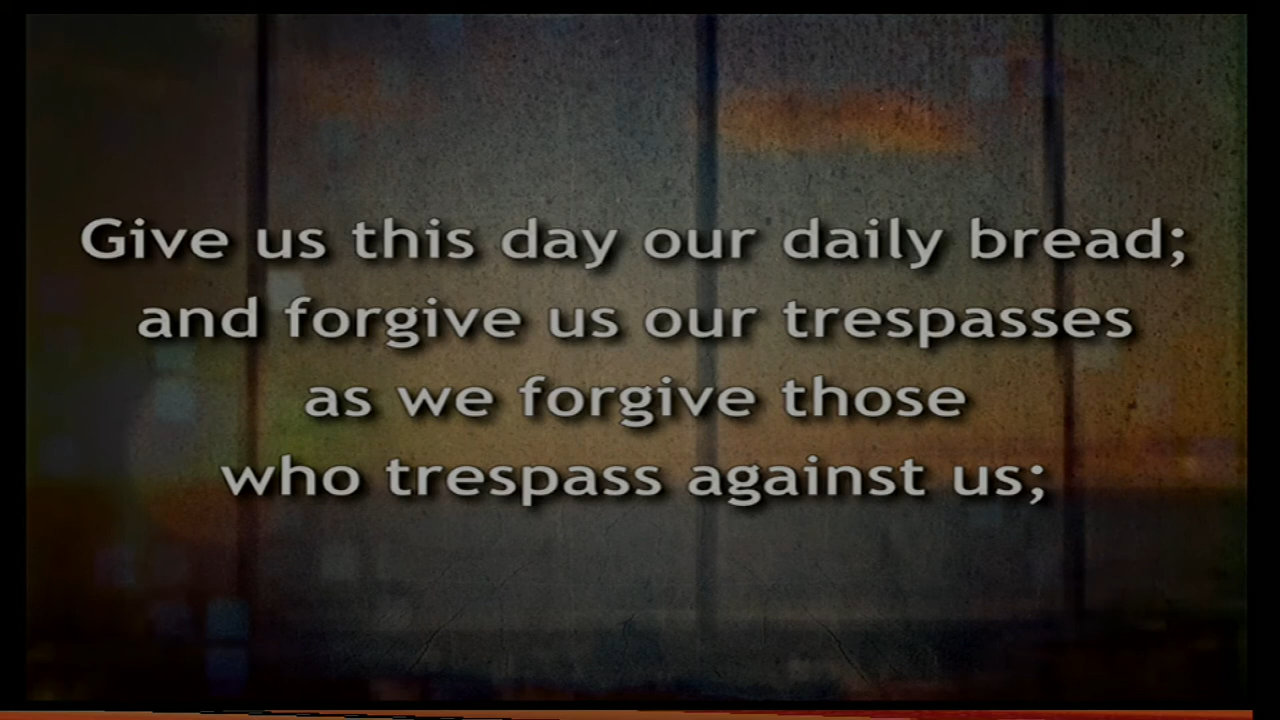 Give us this day our daily bread;
and forgive us our trespasses
as we forgive those
who trespass against us;